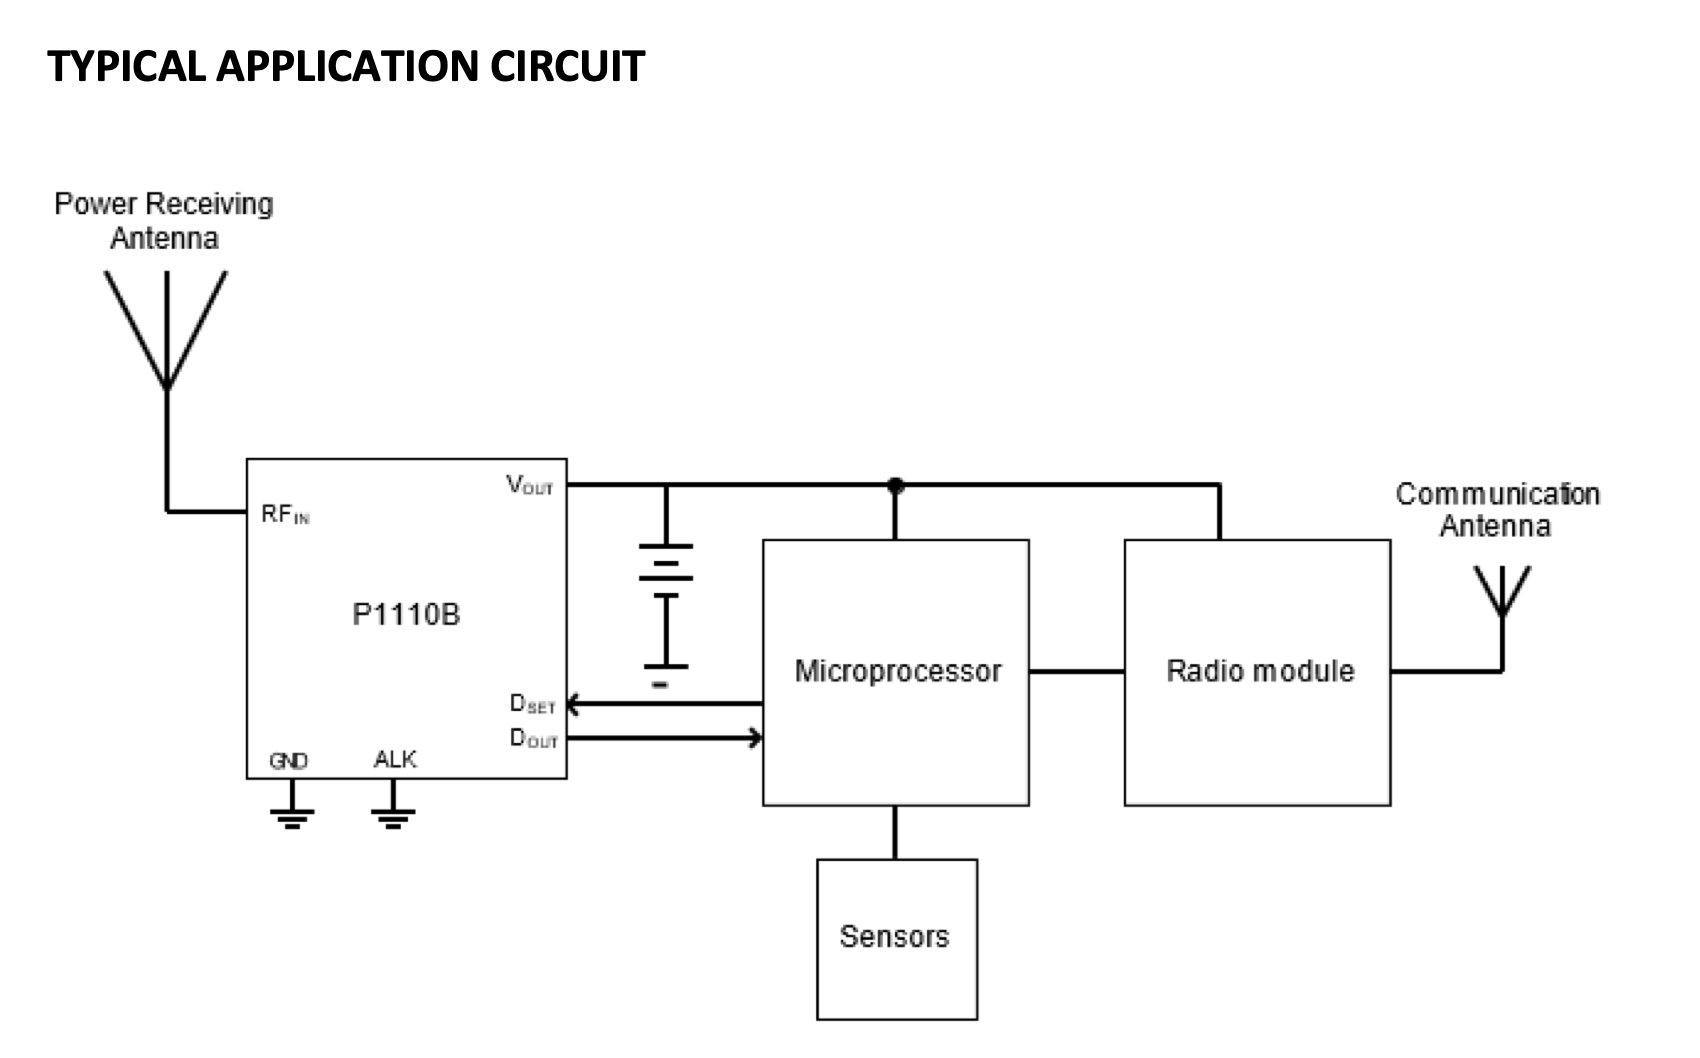 TYPICAL APPLICATION CIRCUIT
Power Receiving
Antenna
VOUT
RFIN
P1110B
DSET
DOUT
GND
ALK
Microprocessor
Radio module
Communication
Antenna
Sensors